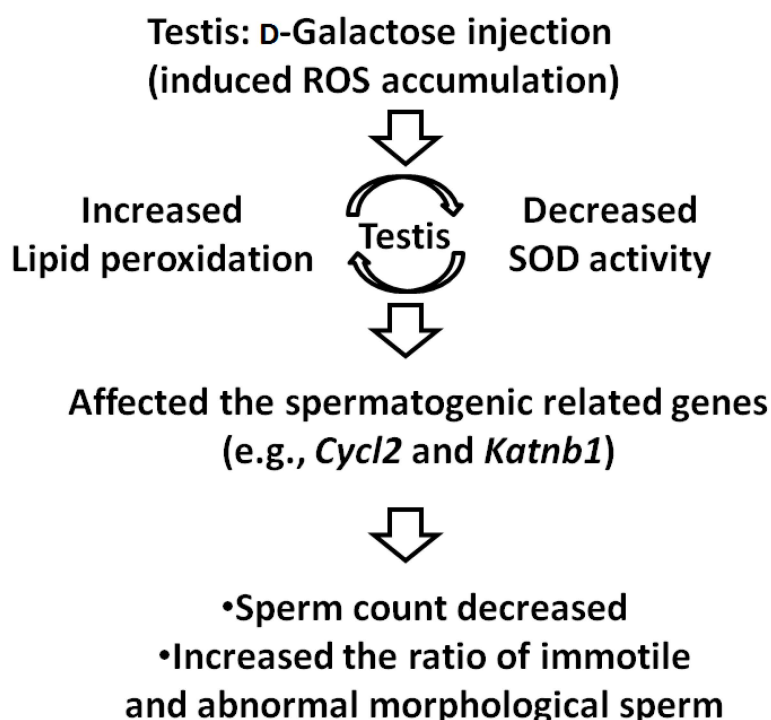 Testis: D-Galactose injection
(induced ROS accumulation)
Increased
Lipid peroxidation
Testis
Decreased
SOD activity
Affected the spermatogenic related genes
(e.g., Cycl2 and Katnb1)
•Sperm count decreased
•Increased the ratio of immotile
and abnormal morphological sperm